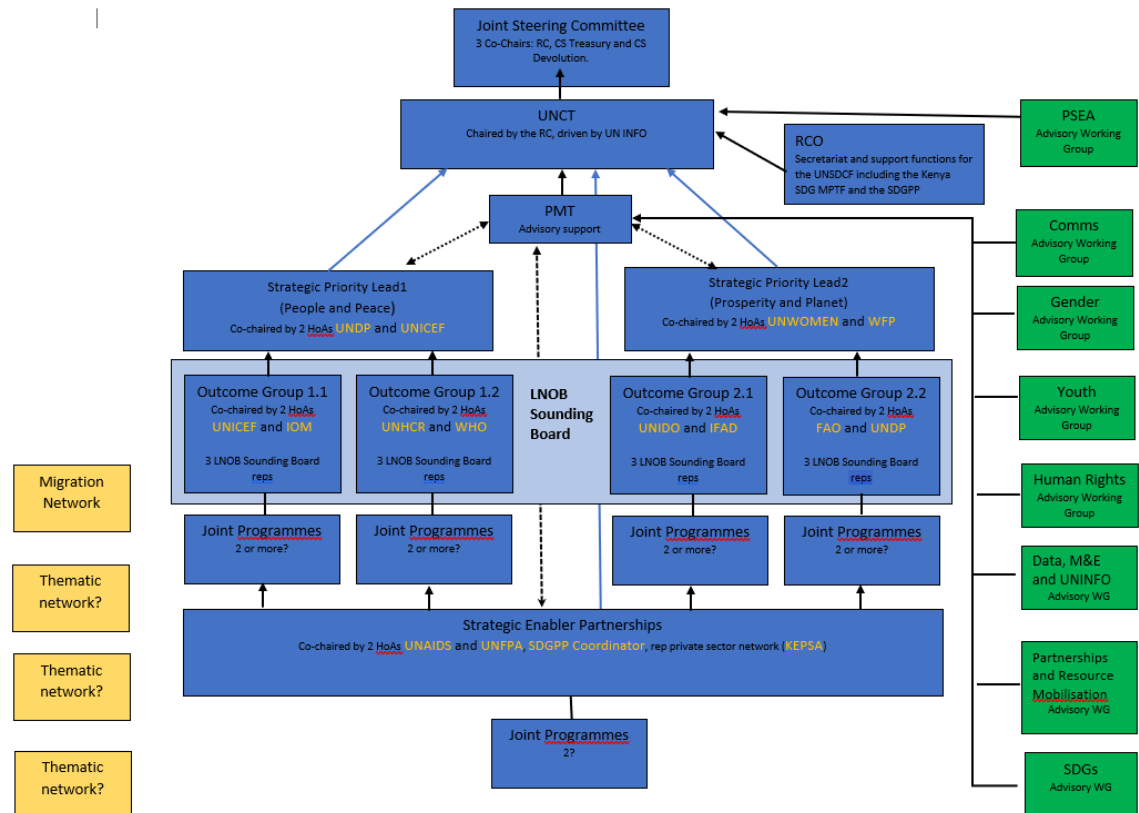 Joint Steering Committee
3 Co-Chairs: RC, CS Treasury and CS
Devolution.
UNCT
Chaired by the RC, driven by UN INFO
PSEA
Advisory Working
Group
RCO
Secretariat and support functions for
the UNSDCF including the Kenya
SDG MPTF and the SDGPP
PMT
Advisory support
Comms
Advisory Working
Group
Strategic Priority Lead1
(People and Peace)
Co-chaired by 2 HoAs UNDP and UNICEF
Strategic Priority Lead2
(Prosperity and Planet)
Co-chaired by 2 HoAs UNWOMEN and WFP
Gender
Advisory Working
Group
Outcome Group 1.1
Co-chaired by 2 HoAs
UNICEF and IOM
3 LNOB Sounding Board
reps
Outcome Group 1.2
Co-chaired by 2 HoAs
UNHCR and WHO
3 LNOB Sounding Board
reps
LNOB
Sounding
Board
Outcome Group 2.1
Co-chaired by 2 HoAs
UNIDO and IFAD
3 LNOB Sounding Board
reps
Outcome Group 2.2
Co-chaired by 2 HoAs
FAO and UNDP
3 LNOB Sounding Board
reps
Youth
Advisory Working
Group
Migration
Network
Human Rights
Advisory Working
Group
Joint Programmes
2 or more?
Joint Programmes
2 or more?
Joint Programmes
2 or more?
Joint Programmes
2 or more?
Data, M&E
and UNINFO
Advisory WG
Thematic
network?
Strategic Enabler Partnerships
Co-chaired by 2 HoAs UNAIDS and UNFPA, SDGPP Coordinator, rep private sector network (KEPSA)
Thematic
network?
Partnerships
and Resource
Mobilisation
Advisory WG
Joint Programmes
2?
Thematic
network?
SDGs
Advisory WG